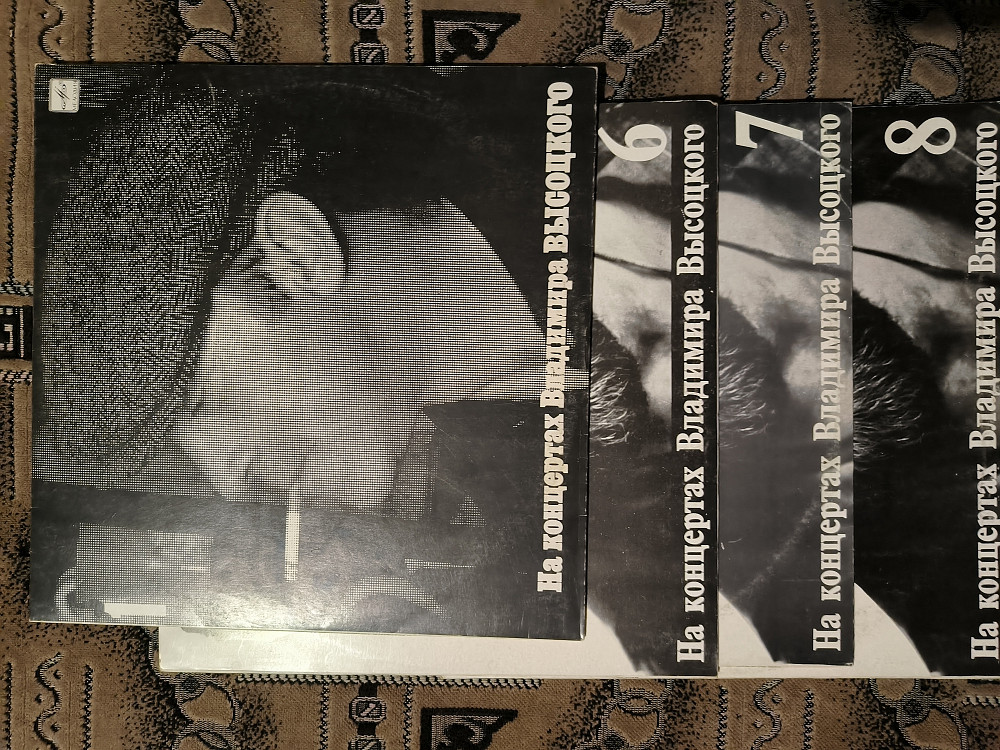 На концертах Владимира ВЫСОЦКОГО
6
На концертах Владимира Высоцкого
7
На концертах Владимира Высоцкого
8
На концертах Владимира Высоцкого